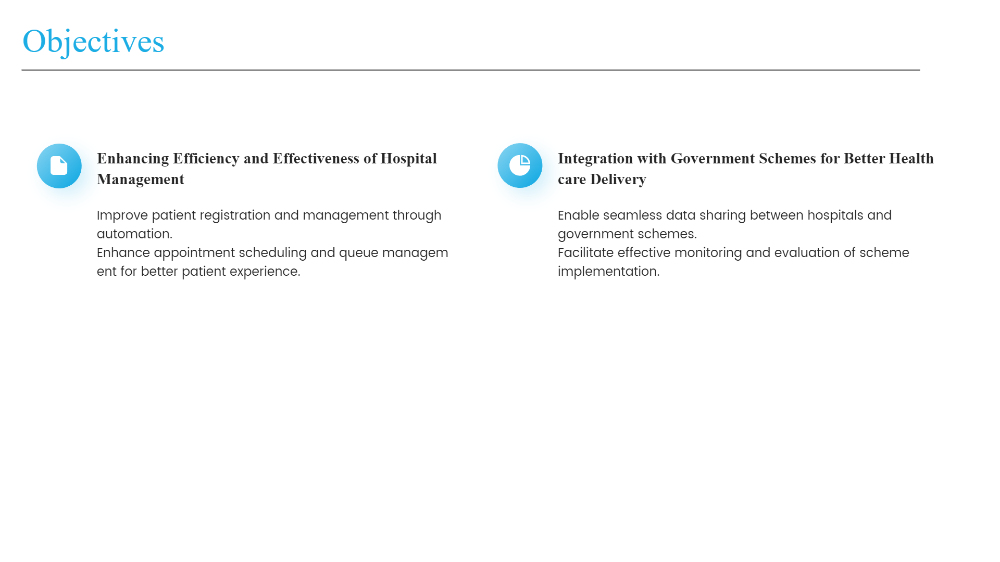 Objectives
Enhancing Efficiency and Effectiveness of Hospital
Management
Improve patient registration and management through
automation.
Enhance appointment scheduling and queue managem
ent for better patient experience.
Integration with Government Schemes for Better Health
care Delivery
Enable seamless data sharing between hospitals and
government schemes.
Facilitate effective monitoring and evaluation of scheme
implementation.